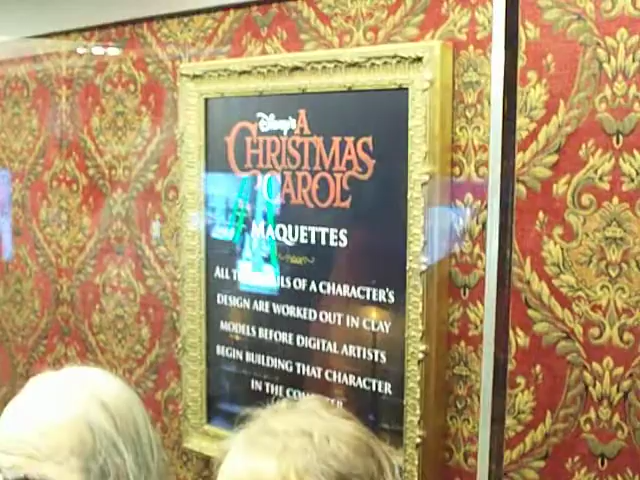 Disney's A
CHRISTMAS
CAROL
MAQUETTES
ALL OF A CHARACTER'S
DESIGN ARE WORKED OUT IN CLAY
MODELS BEFORE DIGITAL ARTISTS
BEGIN BUILDING THAT CHARACTER
IN THE